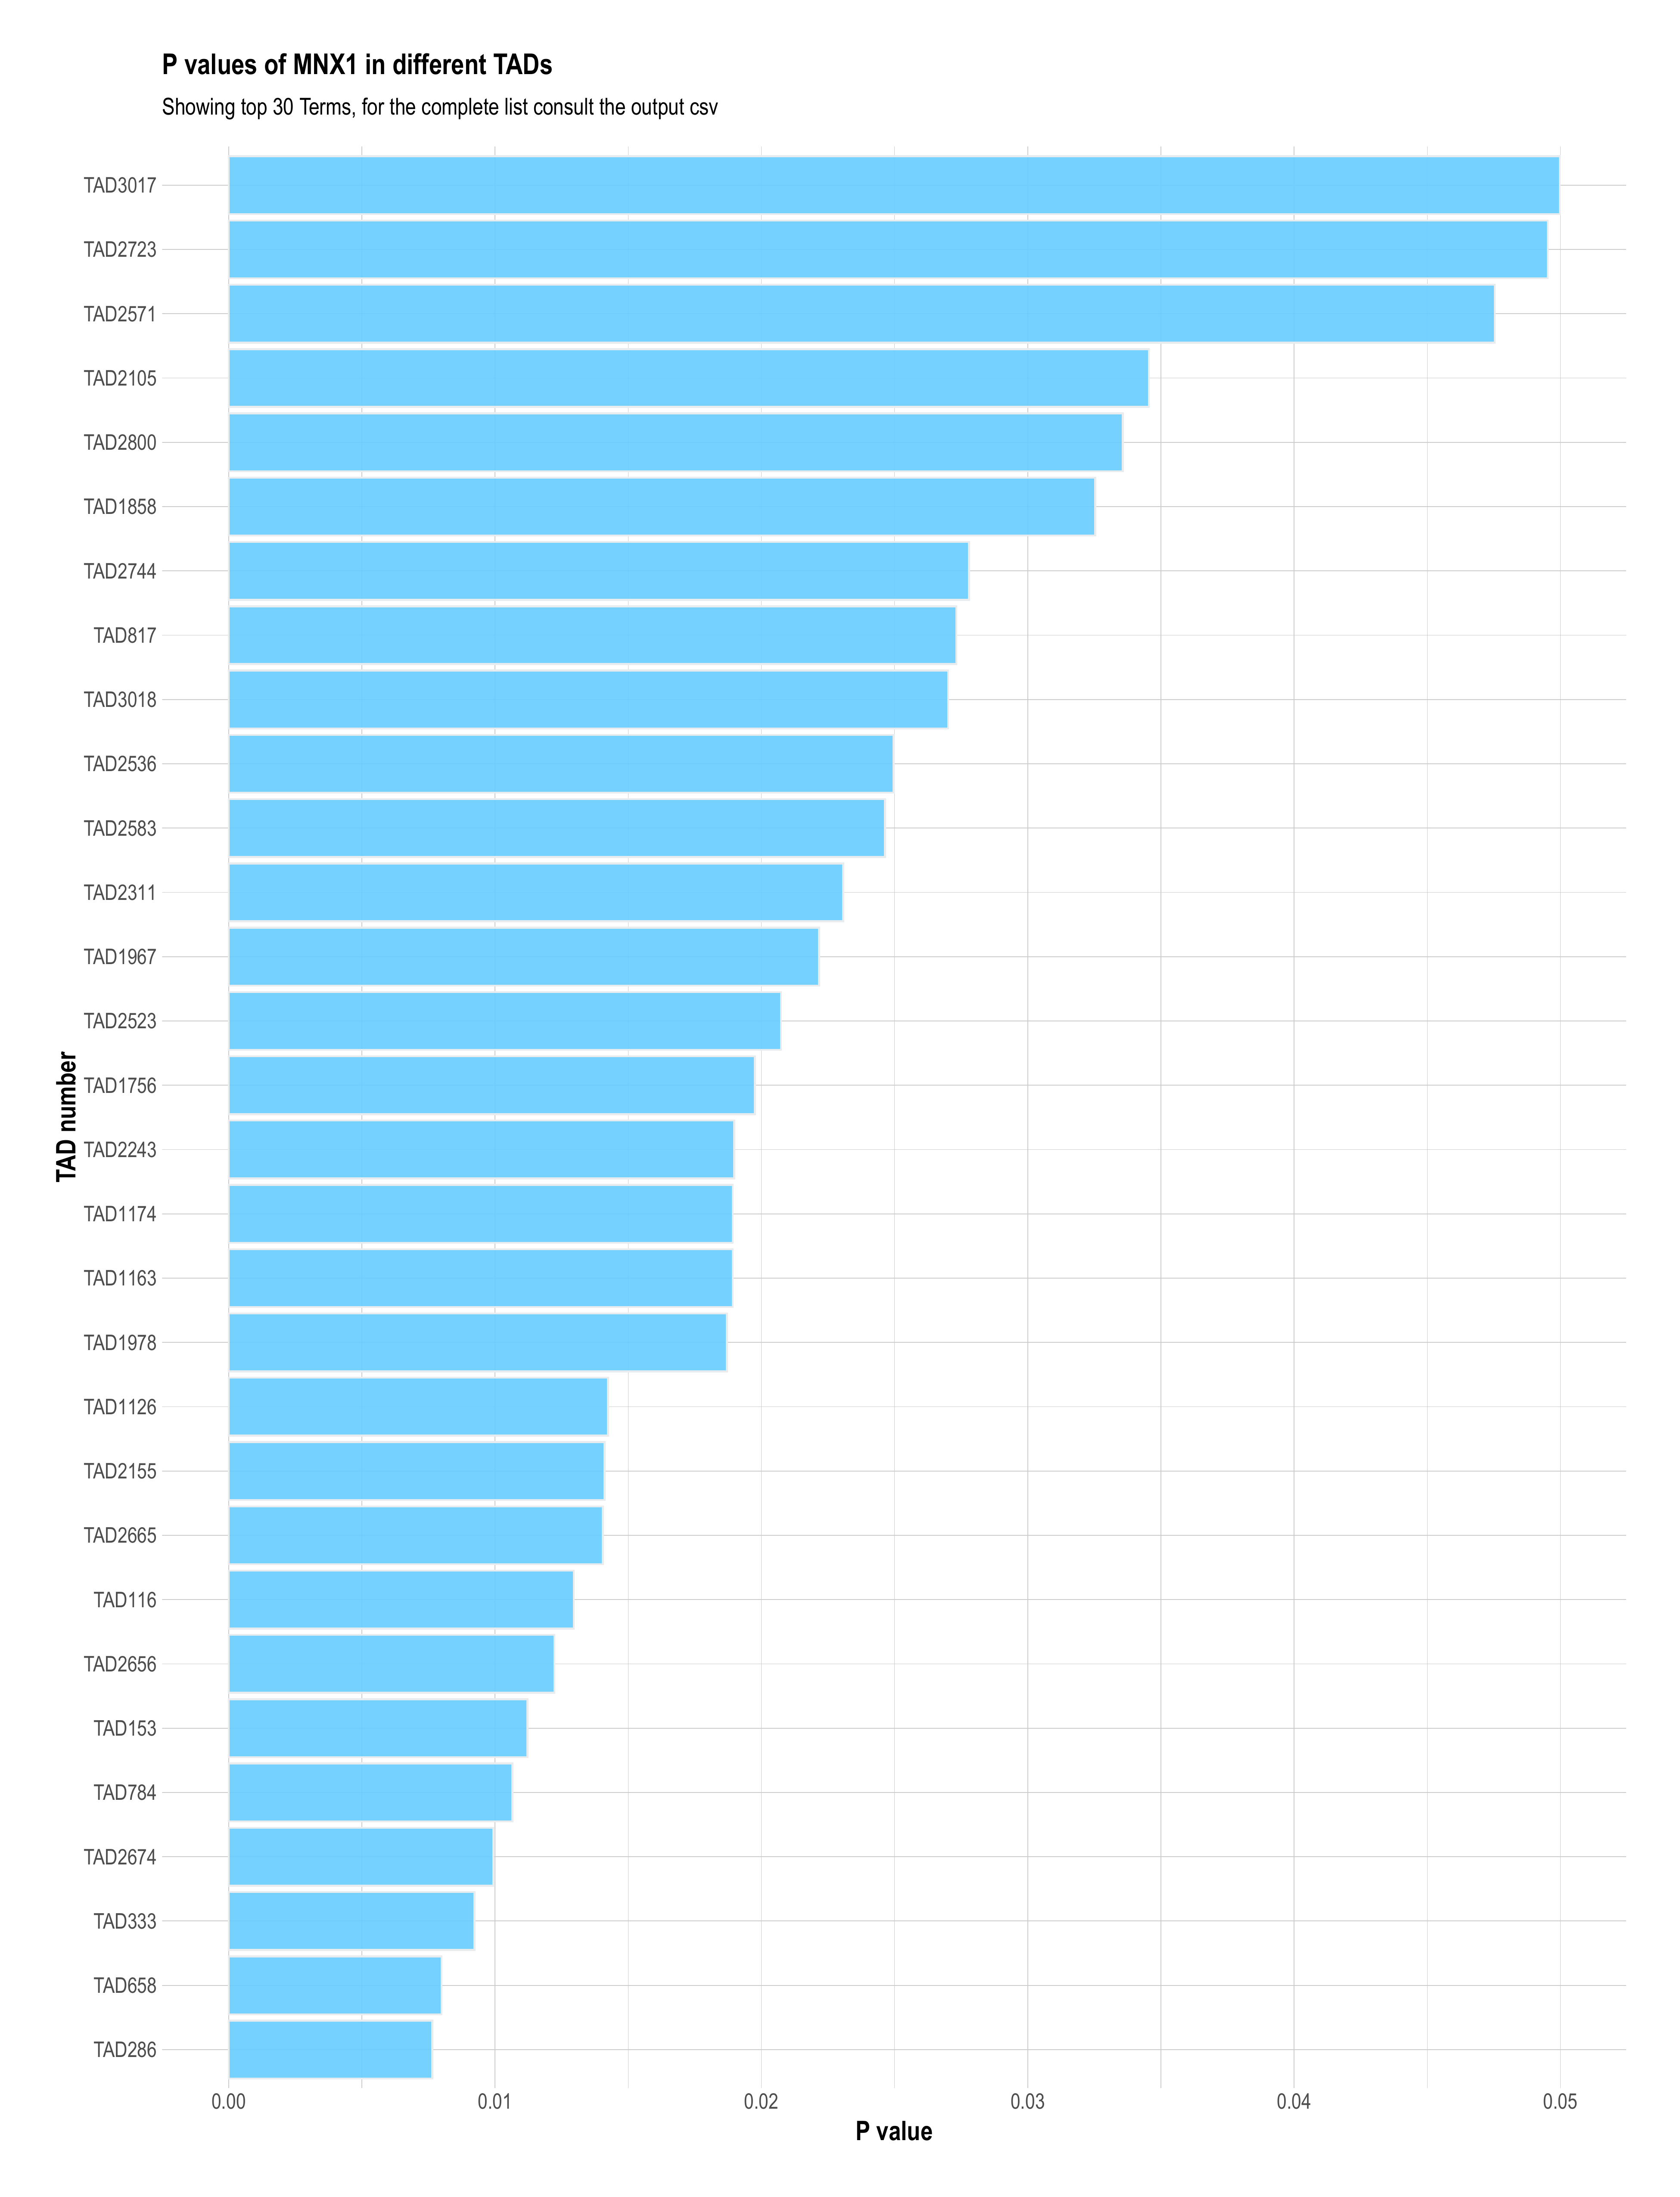 P values of MNX1 in different TADs
Showing top 30 Terms, for the complete list consult the output csv
TAD number
TAD3017
TAD2723
TAD2571
TAD2105
TAD2800
TAD1858
TAD2744
TAD817
TAD3018
TAD2536
TAD2583
TAD2311
TAD1967
TAD2523
TAD1756
TAD2243
TAD1174
TAD1163
TAD1978
TAD1126
TAD2155
TAD2665
TAD116
TAD2656
TAD153
TAD784
TAD2674
TAD333
TAD658
TAD286
0.00 0.01 0.02 0.03 0.04 0.05
P value